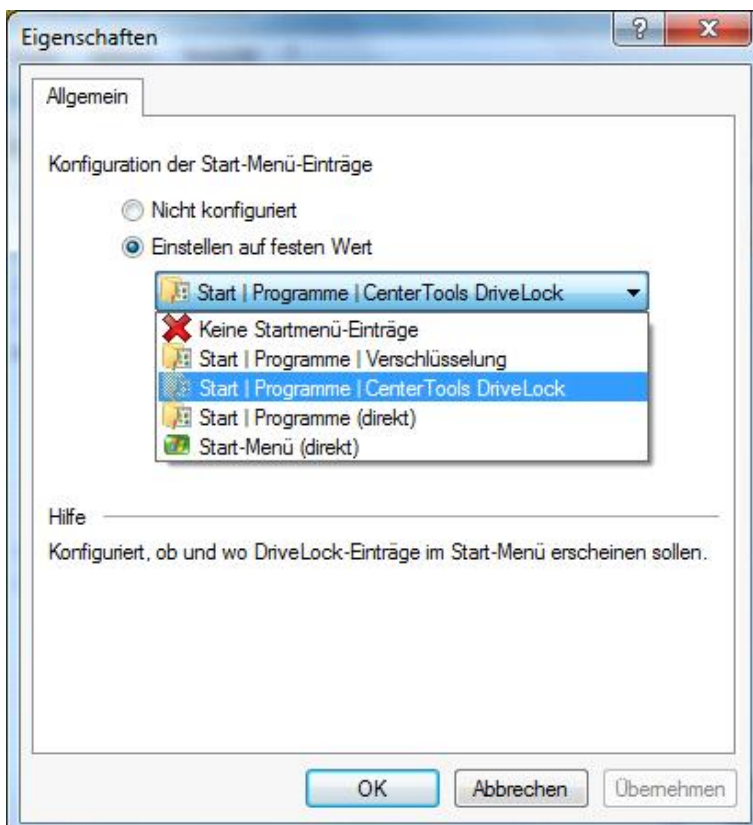 Eigenschaften
Allgemein
Konfiguration der Start-Menü-Einträge
Nicht konfiguriert
Einstellen auf festen Wert
Start | Programme | CenterTools DriveLock
Keine Startmenü-Einträge
Start | Programme | Verschlüsselung
Start | Programme | CenterTools DriveLock
Start | Programme (direkt)
Start-Menü (direkt)
Hilfe
Konfiguriert, ob und wo DriveLock-Einträge im Start-Menü erscheinen sollen.
OK Abbrechen Übernehmen